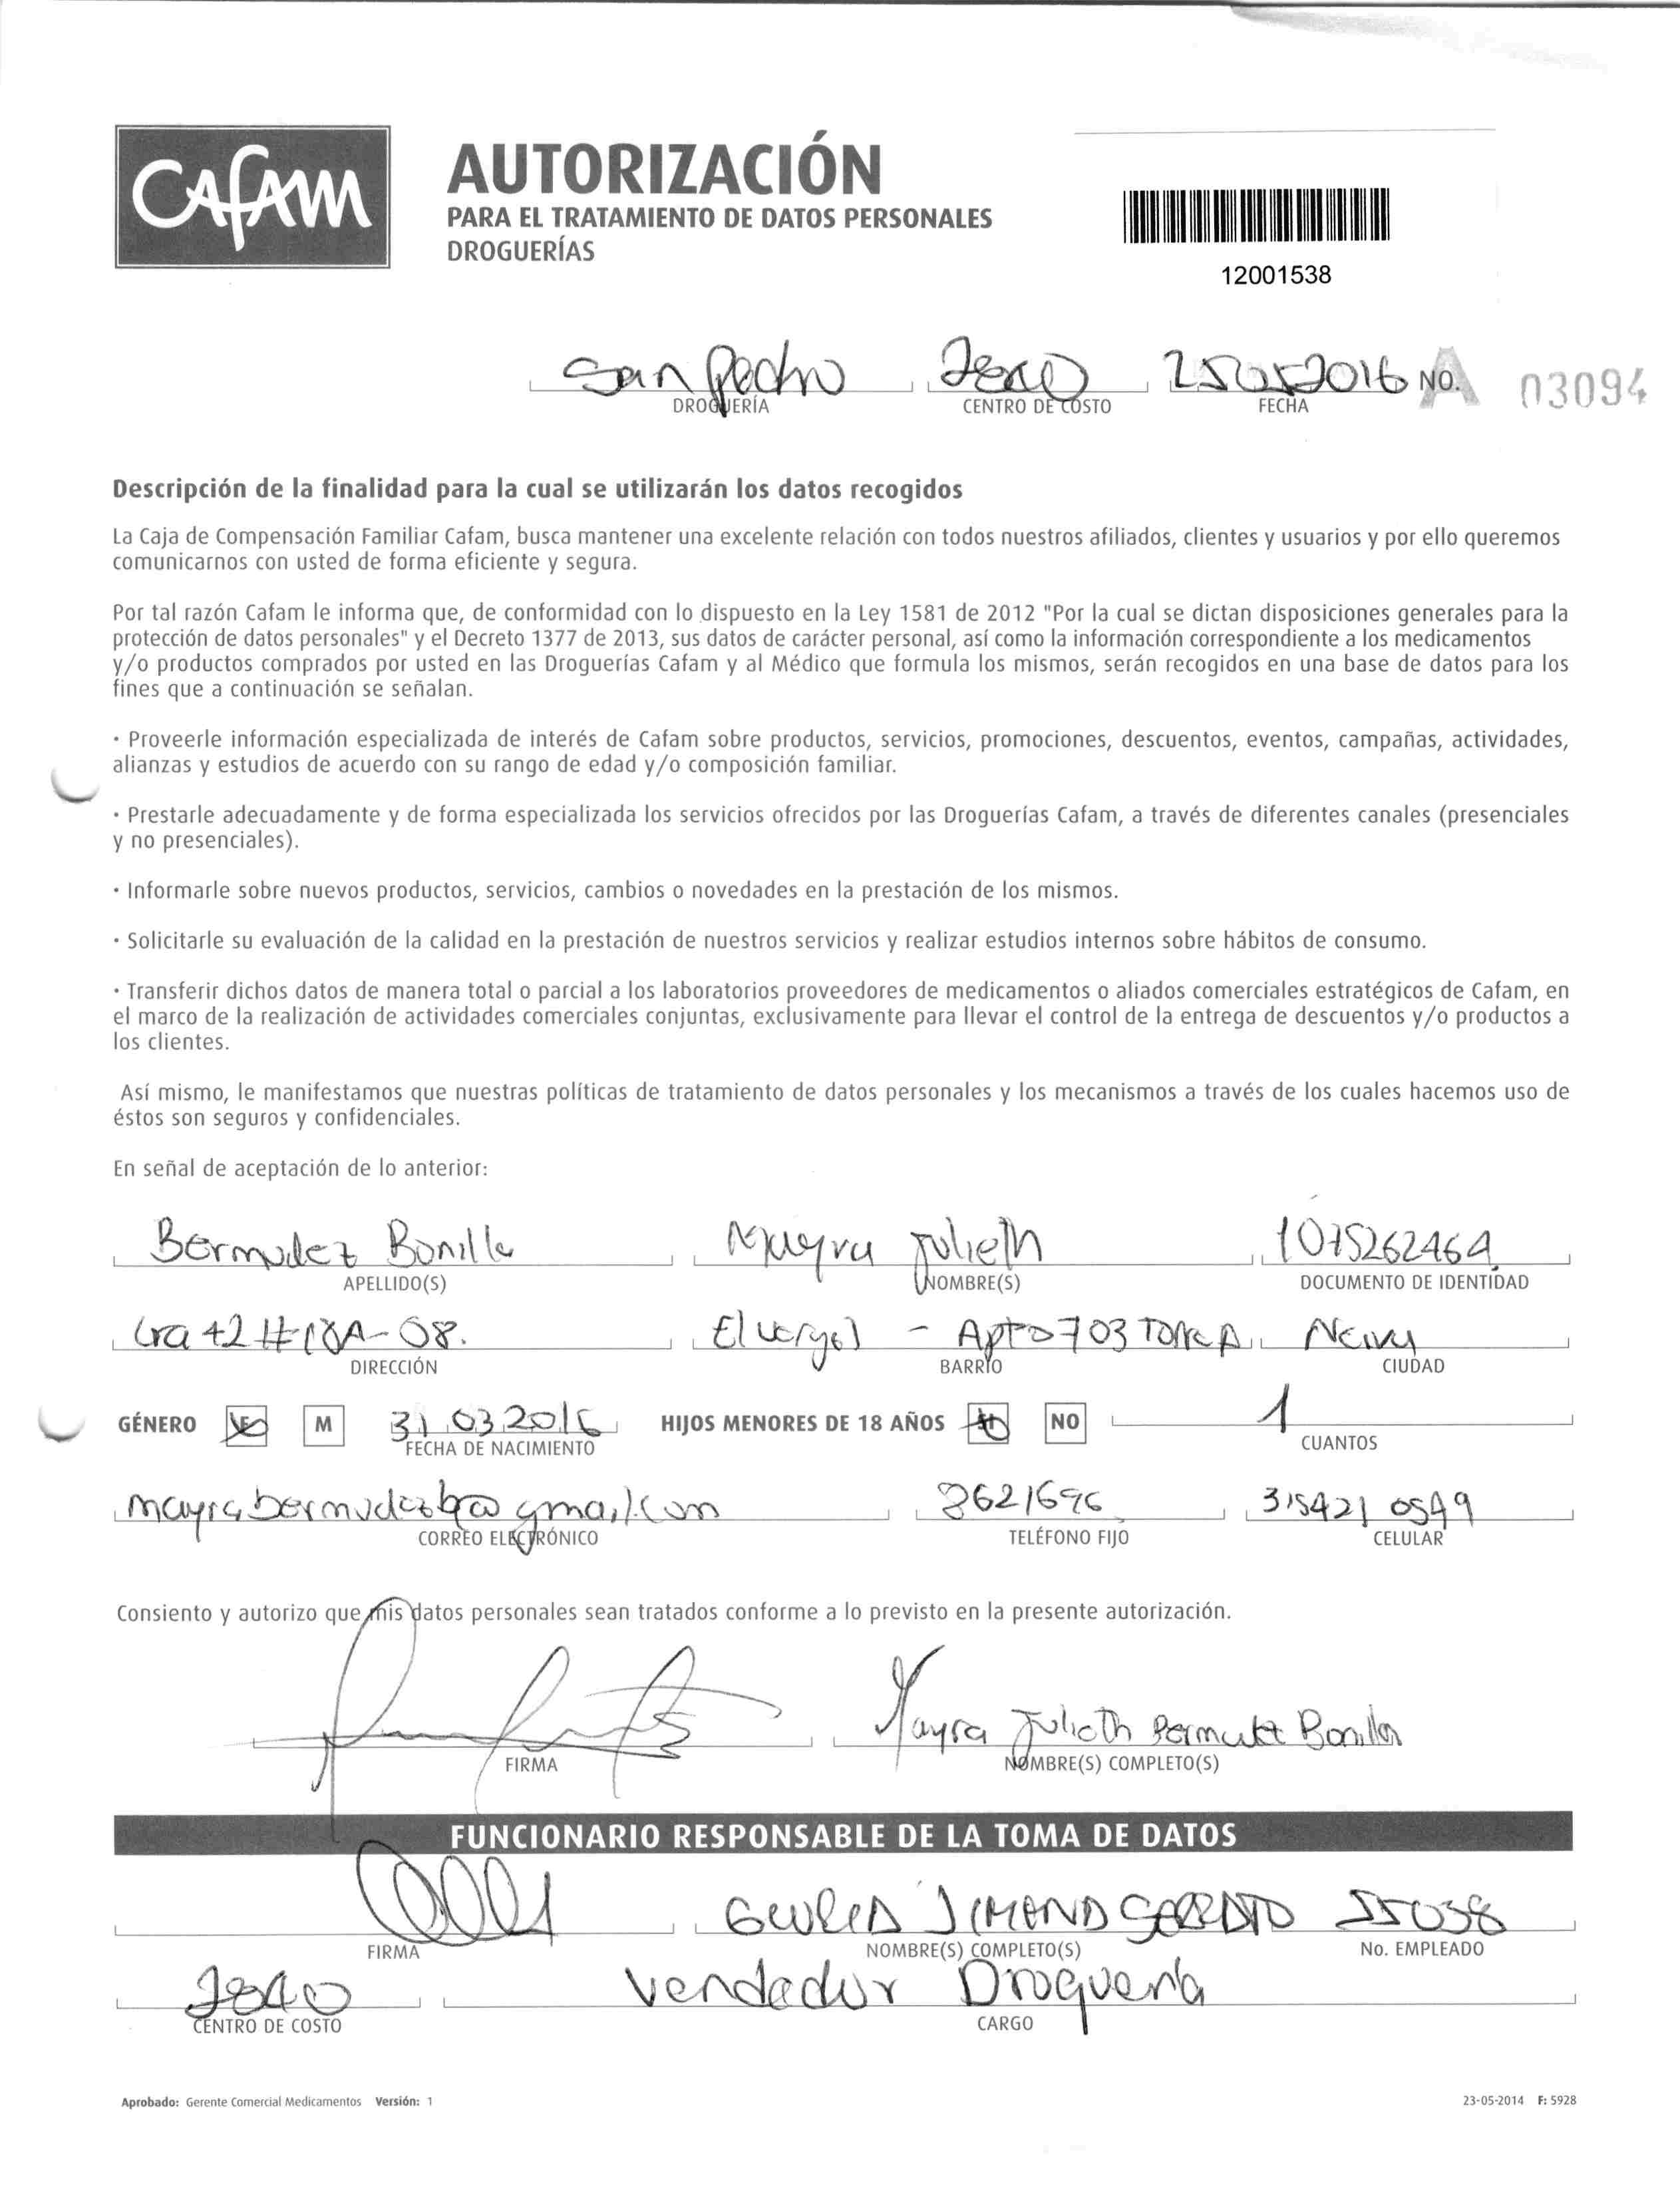 CAFAM
AUTORIZACIÓN
PARA EL TRATAMIENTO DE DATOS PERSONALES
DROGUERÍAS
12001538
San Pedro 25052016 NO. A 03094
DROGUERÍA CENTRO DE COSTO FECHA
Descripción de la finalidad para la cual se utilizarán los datos recogidos
La Caja de Compensación Familiar Cafam, busca mantener una excelente relación con todos nuestros afiliados, clientes y usuarios y por ello queremos
comunicarnos con usted de forma eficiente y segura.
Por tal razón Cafam le informa que, de conformidad con lo dispuesto en la Ley 1581 de 2012 "Por la cual se dictan disposiciones generales para la
protección de datos personales" y el Decreto 1377 de 2013, sus datos de carácter personal, así como la información correspondiente a los medicamentos
y/o productos comprados por usted en las Droguerías Cafam y al Médico que formula los mismos, serán recogidos en una base de datos para los
fines que a continuación se señalan.
· Proveerle información especializada de interés de Cafam sobre productos, servicios, promociones, descuentos, eventos, campañas, actividades,
alianzas y estudios de acuerdo con su rango de edad y/o composición familiar.
· Prestarle adecuadamente y de forma especializada los servicios ofrecidos por las Droguerías Cafam, a través de diferentes canales (presenciales
y no presenciales).
· Informarle sobre nuevos productos, servicios, cambios o novedades en la prestación de los mismos.
· Solicitarle su evaluación de la calidad en la prestación de nuestros servicios y realizar estudios internos sobre hábitos de consumo.
· Transferir dichos datos de manera total o parcial a los laboratorios proveedores de medicamentos o aliados comerciales estratégicos de Cafam, en
el marco de la realización de actividades comerciales conjuntas, exclusivamente para llevar el control de la entrega de descuentos y/o productos a
los clientes.
Así mismo, le manifestamos que nuestras políticas de tratamiento de datos personales y los mecanismos a través de los cuales hacemos uso de
éstos son seguros y confidenciales.
En señal de aceptación de lo anterior:
Bermudez Bonilla Mayra Julieth 1075262464
APELLIDO(S) NOMBRE(S) DOCUMENTO DE IDENTIDAD
Cra 42 #18A-08. El vergel - Apto 703 Torre A Neiva
DIRECCIÓN BARRIO CIUDAD
GÉNERO M 31 03 2016 HIJOS MENORES DE 18 AÑOS NO 1
FECHA DE NACIMIENTO CUANTOS
8621696 315421 0549
CORREO ELECTRÓNICO TELÉFONO FIJO CELULAR
Consiento y autorizo que mis datos personales sean tratados conforme a lo previsto en la presente autorización.
Mayra Julieth Bermudez Bonilla
FIRMA NOMBRE(S) COMPLETO(S)
FUNCIONARIO RESPONSABLE DE LA TOMA DE DATOS
55038
FIRMA NOMBRE(S) COMPLETO(S) No. EMPLEADO
Vendedor Droguería
CENTRO DE COSTO CARGO
Aprobado: Gerente Comercial Medicamentos Versión: 1 23-05-2014 F: 5928